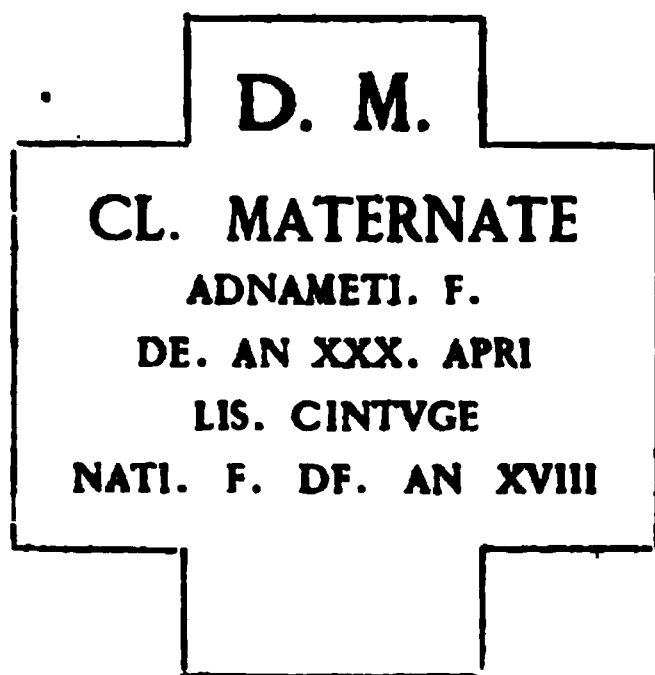 D. M.
CL. MATERNATE
ADNAMETI. F.
DE. AN XXX. APRI
LIS. CINTVGE
NATI. F. DF. AN XVIII